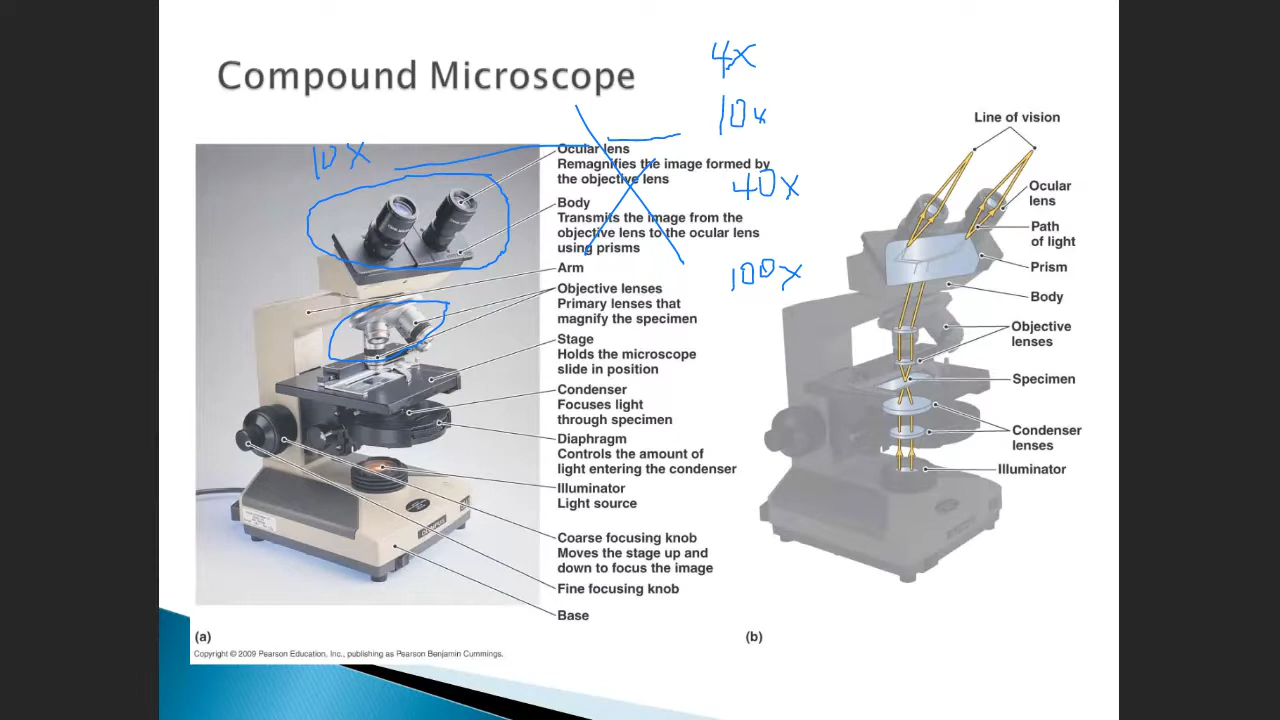 Compound Microscope
4x
10x
40x
100x
10x
Ocular lens
Remagnifies the image formed by
the objective lens
Body
Transmits the image from the
objective lens to the ocular lens
using prisms
Arm
Objective lenses
Primary lenses that
magnify the specimen
Stage
Holds the microscope
slide in position
Condenser
Focuses light
through specimen
Diaphragm
Controls the amount of
light entering the condenser
Illuminator
Light source
Coarse focusing knob
Moves the stage up and
down to focus the image
Fine focusing knob
Base
OLYMPUS
(a)
Copyright © 2009 Pearson Education, Inc., publishing as Pearson Benjamin Cummings.
Line of vision
Ocular
lens
Path
of light
Prism
Body
Objective
lenses
Specimen
Condenser
lenses
Illuminator
(b)